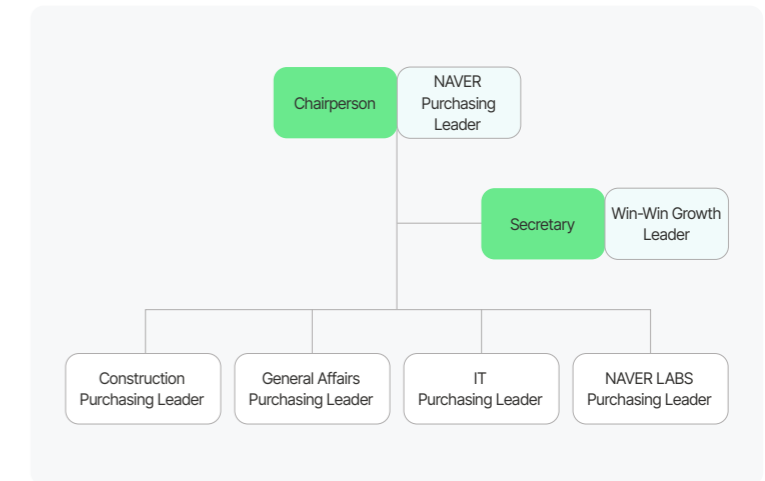 Chairperson
NAVER
Purchasing
Leader
Secretary
Win-Win Growth
Leader
Construction
Purchasing Leader
General Affairs
Purchasing Leader
IT
Purchasing Leader
NAVER LABS
Purchasing Leader